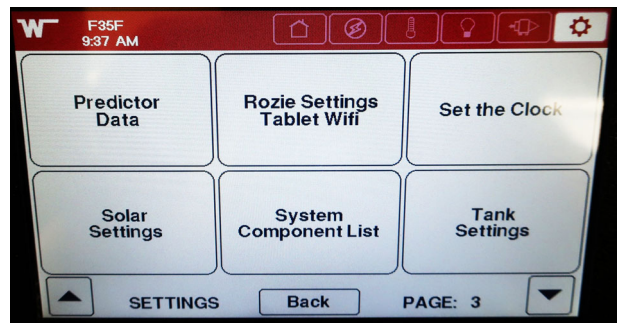 W F35F
9:37 AM
Predictor
Data
Rozie Settings
Tablet Wifi
Set the Clock
Solar
Settings
System
Component List
Tank
Settings
SETTINGS Back PAGE: 3